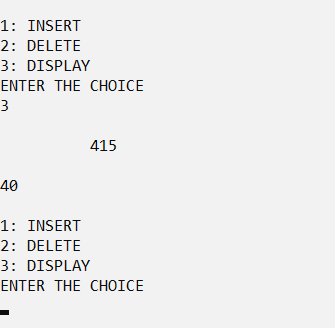 1: INSERT
2: DELETE
3: DISPLAY
ENTER THE CHOICE
3
415
40
1: INSERT
2: DELETE
3: DISPLAY
ENTER THE CHOICE